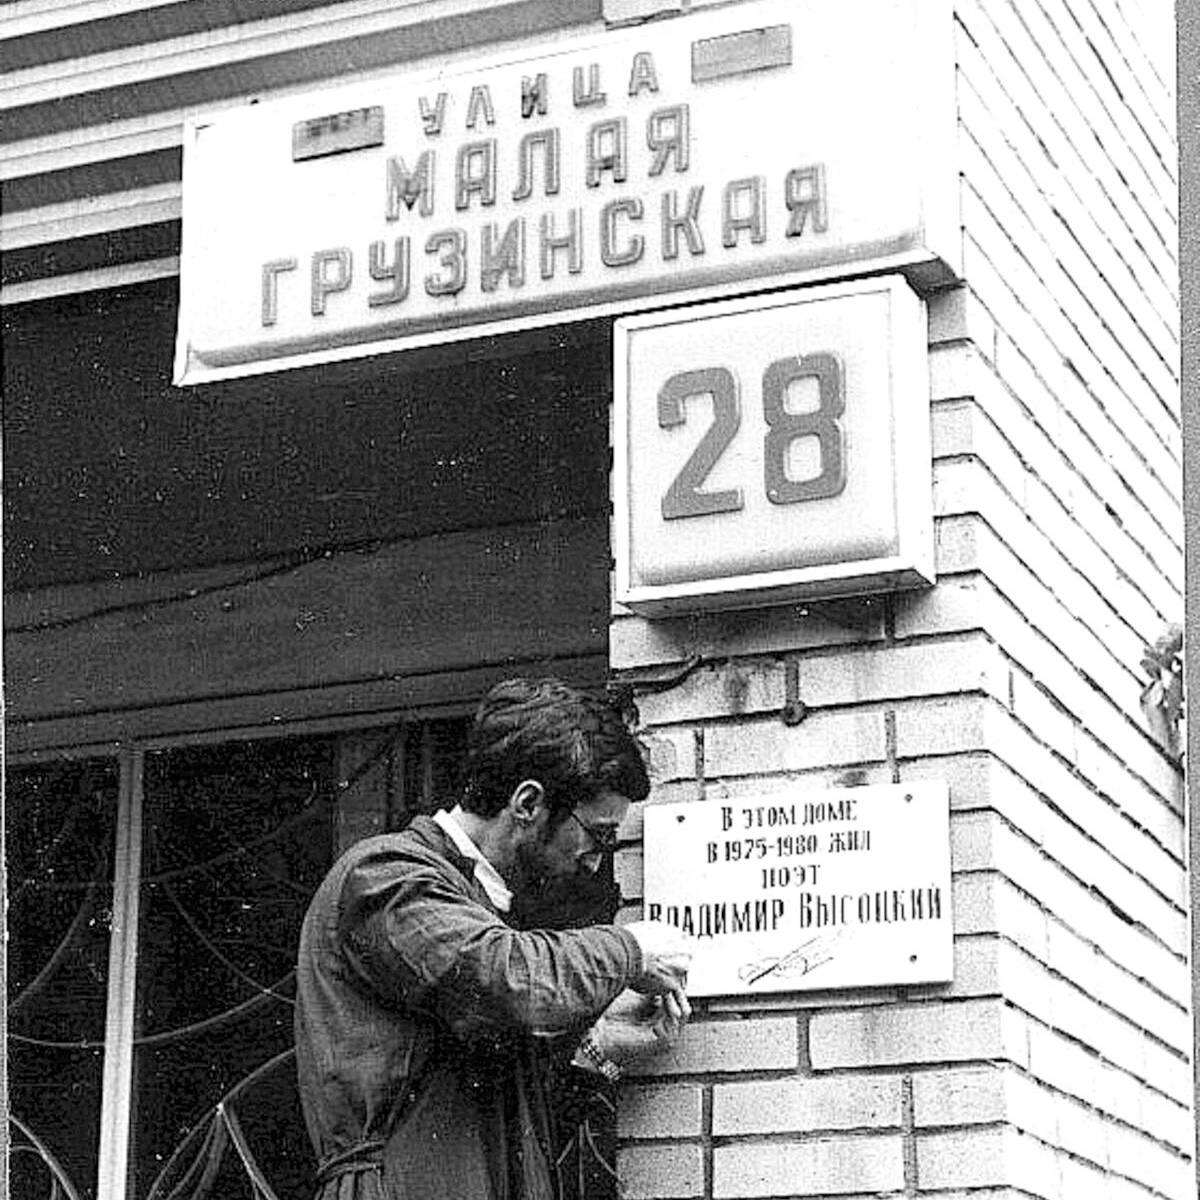 УЛИЦА
МАЛАЯ
ГРУЗИНСКАЯ
28
В ЭТОМ ДОМЕ
В 1975-1980 ЖИЛ
ПОЭТ
ВЛАДИМИР ВЫСОЦКИЙ